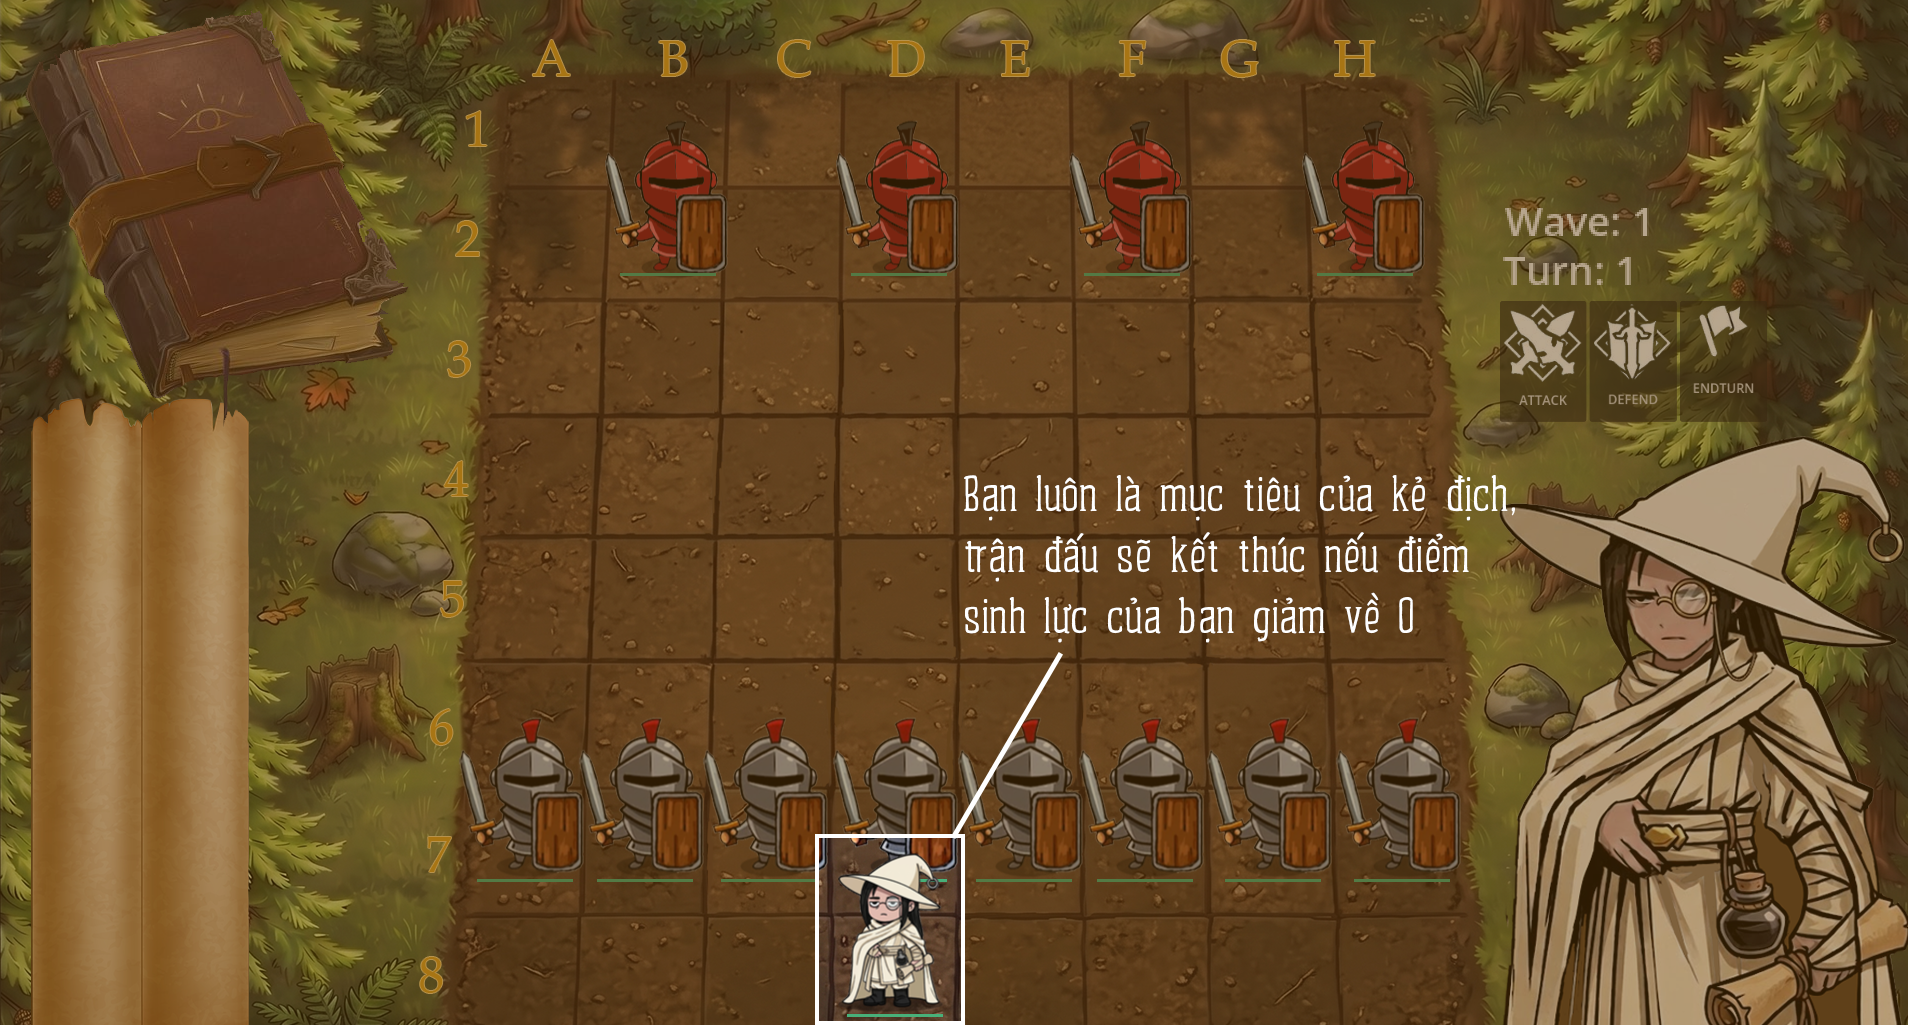 A B C D E F G H
1
2
3
4
5
6
7
8
Wave: 1
Turn: 1
ATTACK
DEFEND
ENDTURN
Bạn luôn là mục tiêu của kẻ địch,
trận đấu sẽ kết thúc nếu điểm
sinh lực của bạn giảm về 0